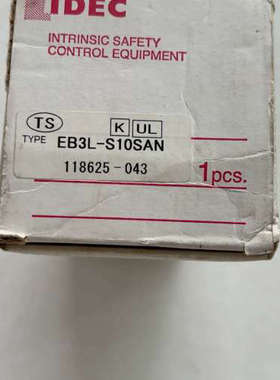 IDEC
INTRINSIC SAFETY
CONTROL EQUIPMENT
TS K UL
TYPE EB3L-S10SAN
118625-043
1pcs.